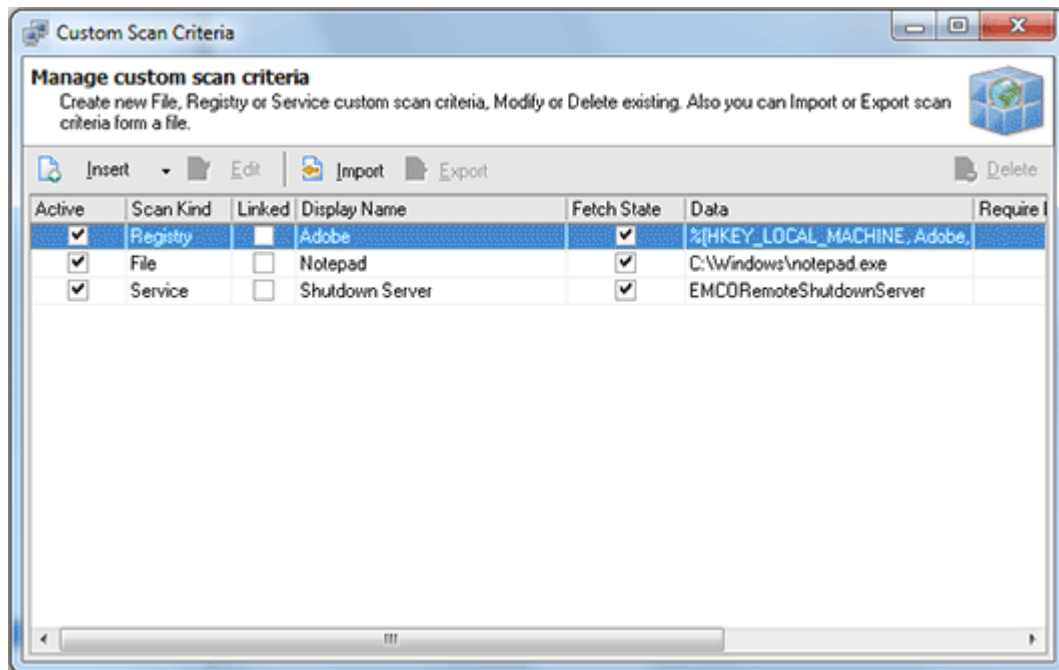 Custom Scan Criteria
Manage custom scan criteria
Create new File, Registry or Service custom scan criteria, Modify or Delete existing. Also you can Import or Export scan
criteria form a file.
Insert Edit Import Export Delete
Active Scan Kind Linked Display Name Fetch State Data Require
Registry Adobe %[HKEY_LOCAL_MACHINE, Adobe,
File Notepad C:\Windows\notepad.exe
Service Shutdown Server EMCORemoteShutdownServer